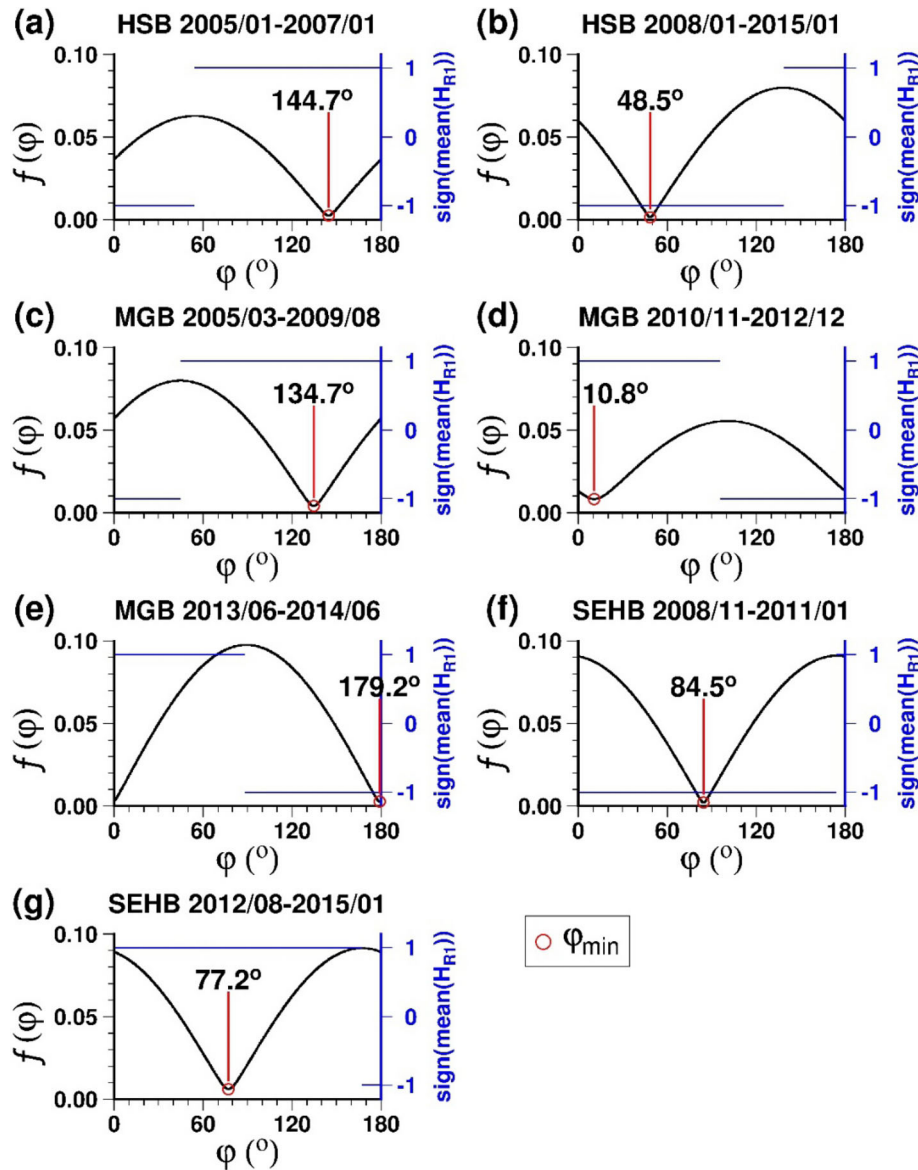 (a) HSB 2005/01-2007/01
0.10
0.05
0.00
f (φ)
144.7°
1
0
-1
sign(mean(H_R1))
0 60 120 180
φ (°)
(b) HSB 2008/01-2015/01
0.10
0.05
0.00
f (φ)
48.5°
1
0
-1
sign(mean(H_R1))
0 60 120 180
φ (°)
(c) MGB 2005/03-2009/08
0.10
0.05
0.00
f (φ)
134.7°
1
0
-1
sign(mean(H_R1))
0 60 120 180
φ (°)
(d) MGB 2010/11-2012/12
0.10
0.05
0.00
f (φ)
10.8°
1
0
-1
sign(mean(H_R1))
0 60 120 180
φ (°)
(e) MGB 2013/06-2014/06
0.10
0.05
0.00
f (φ)
179.2°
1
0
-1
sign(mean(H_R1))
0 60 120 180
φ (°)
(f) SEHB 2008/11-2011/01
0.10
0.05
0.00
f (φ)
84.5°
1
0
-1
sign(mean(H_R1))
0 60 120 180
φ (°)
(g) SEHB 2012/08-2015/01
0.10
0.05
0.00
f (φ)
77.2°
1
0
-1
sign(mean(H_R1))
0 60 120 180
φ (°)
φ_min